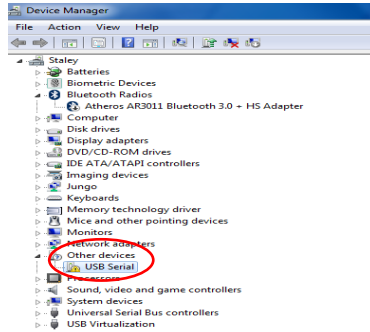 Device Manager
File Action View Help
Staley
Batteries
Biometric Devices
Bluetooth Radios
Atheros AR3011 Bluetooth 3.0 + HS Adapter
Computer
Disk drives
Display adapters
DVD/CD-ROM drives
IDE ATA/ATAPI controllers
Imaging devices
Jungo
Keyboards
Memory technology driver
Mice and other pointing devices
Monitors
Network adapters
Other devices
USB Serial
Processors
Sound, video and game controllers
System devices
Universal Serial Bus controllers
USB Virtualization